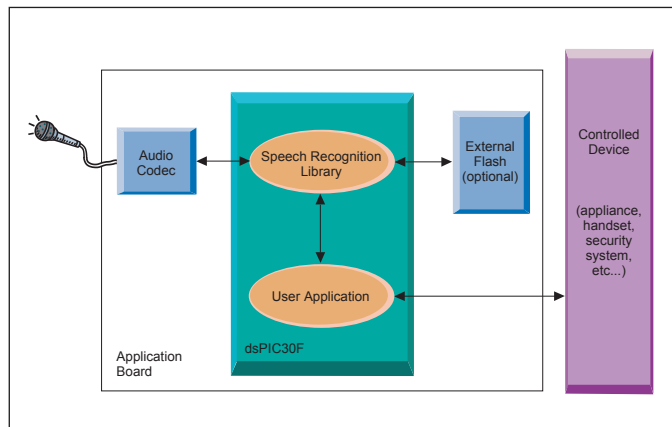 Audio
Codec
Speech Recognition
Library
External
Flash
(optional)
Controlled
Device
(appliance,
handset,
security
system,
etc...)
User Application
dsPIC30F
Application
Board